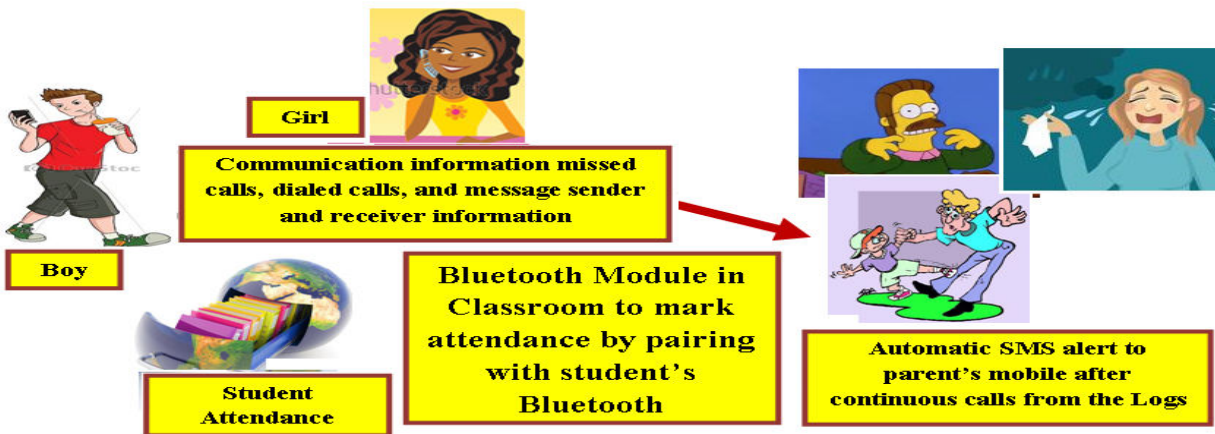 Girl
Communication information missed
calls, dialed calls, and message sender
and receiver information
Boy
Bluetooth Module in
Classroom to mark
attendance by pairing
with student's
Bluetooth
Student
Attendance
Automatic SMS alert to
parent's mobile after
continuous calls from the Logs